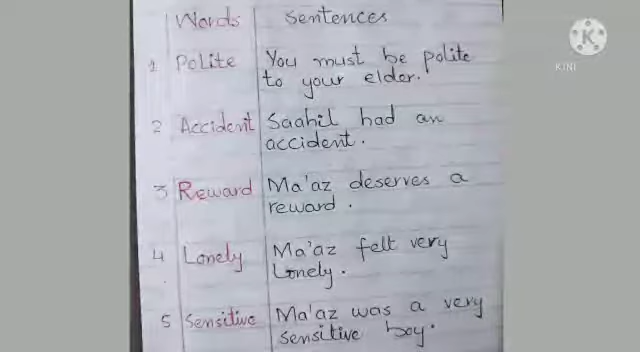 Words Sentences
1 Polite You must be polite
to your elder.
2 Accident Saahil had an
accident.
3 Reward Ma'az deserves a
reward.
4 Lonely Ma'az felt very
Lonely.
5 Sensitive Ma'az was a very
sensitive boy.
K
KINI